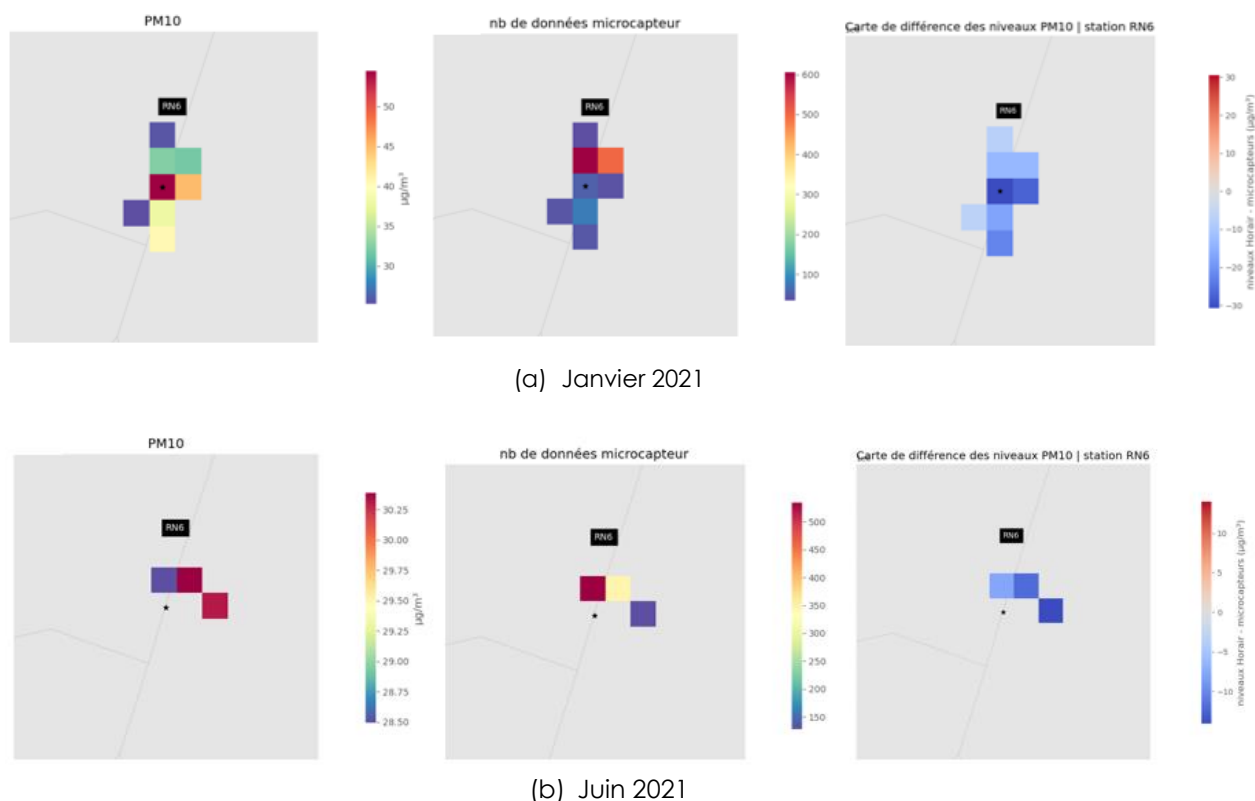 PM10
nb de données microcapteur
Carte de différence des niveaux PM10 | station RN6
RN6
50
45
40
35
30
µg/m³
RN6
600
500
400
300
200
100
RN6
30
20
10
0
−10
−20
−30
niveaux Horair - microcapteurs (µg/m³)
(a) Janvier 2021
PM10
nb de données microcapteur
Carte de différence des niveaux PM10 | station RN6
RN6
30.25
30.00
29.75
29.50
29.25
29.00
28.75
28.50
µg/m³
RN6
500
450
400
350
300
250
200
150
RN6
10
5
0
−5
−10
niveaux Horair - microcapteurs (µg/m³)
(b) Juin 2021